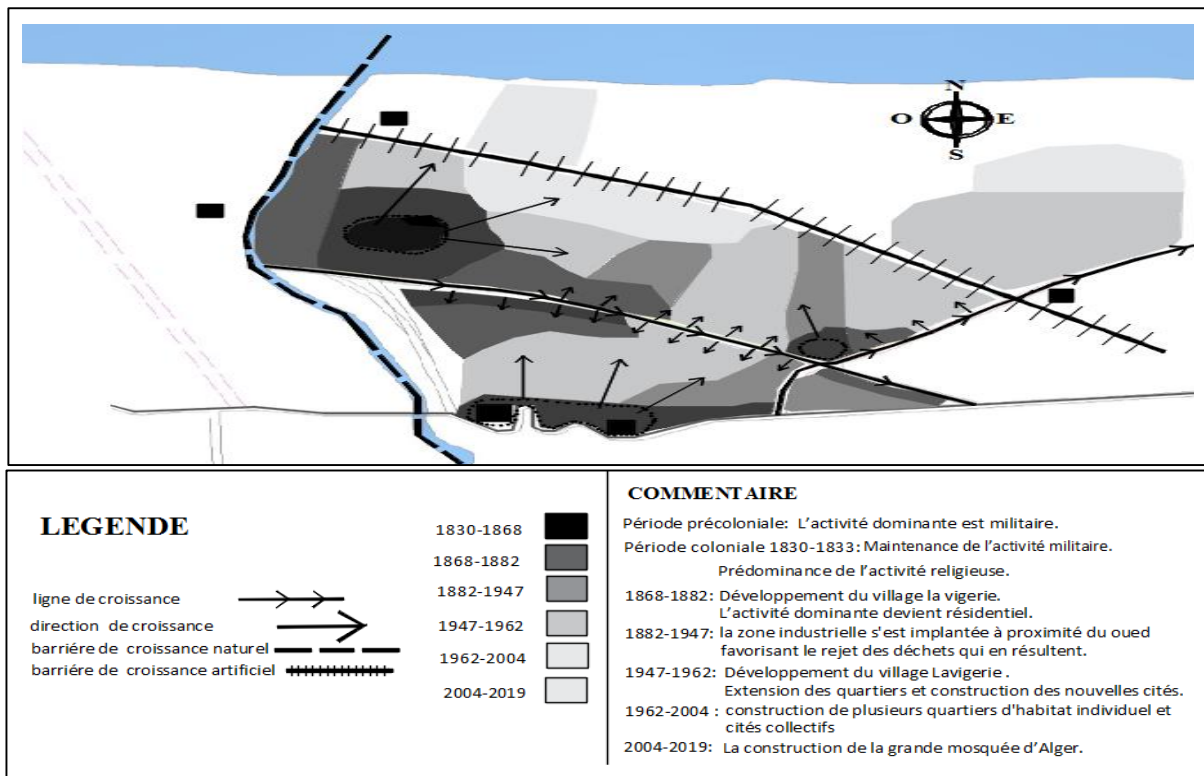 N
O E
S
LEGENDE
ligne de croissance
direction de croissance
barriére de croissance naturel
barriére de croissance artificiel
1830-1868
1868-1882
1882-1947
1947-1962
1962-2004
2004-2019
COMMENTAIRE
Période précoloniale: L'activité dominante est militaire.
Période coloniale 1830-1833: Maintenance de l'activité militaire.
Prédominance de l'activité religieuse.
1868-1882: Développement du village la vigerie.
L'activité dominante devient résidentiel.
1882-1947: la zone industrielle s'est implantée à proximité du oued
favorisant le rejet des déchets qui en résultent.
1947-1962: Développement du village Lavigerie .
Extension des quartiers et construction des nouvelles cités.
1962-2004 : construction de plusieurs quartiers d'habitat individuel et
cités collectifs
2004-2019: La construction de la grande mosquée d'Alger.